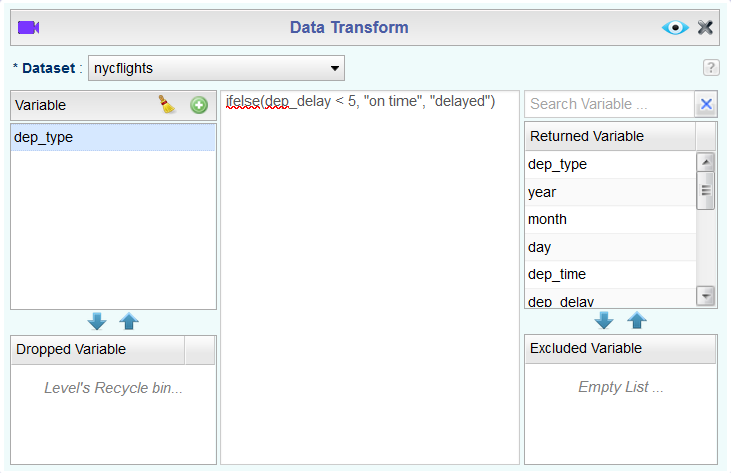 Data Transform
* Dataset : nycflights
?
Variable
dep_type
ifelse(dep_delay < 5, "on time", "delayed")
Search Variable ...
Returned Variable
dep_type
year
month
day
dep_time
dep_delay
Dropped Variable
Level's Recycle bin...
Excluded Variable
Empty List ...